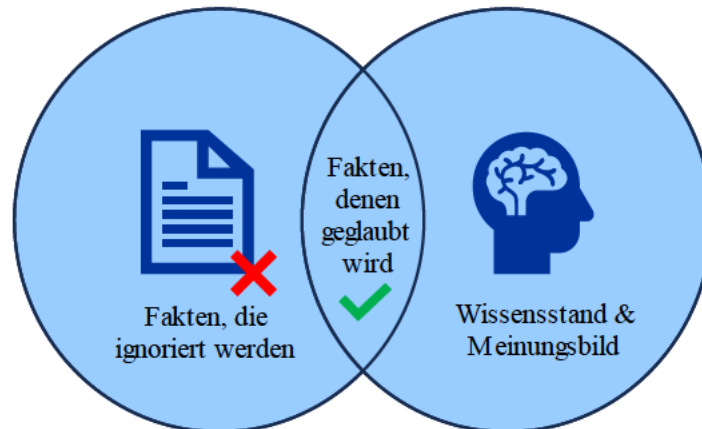 Fakten, die
ignoriert werden
Fakten,
denen
geglaubt
wird
Wissensstand &
Meinungsbild